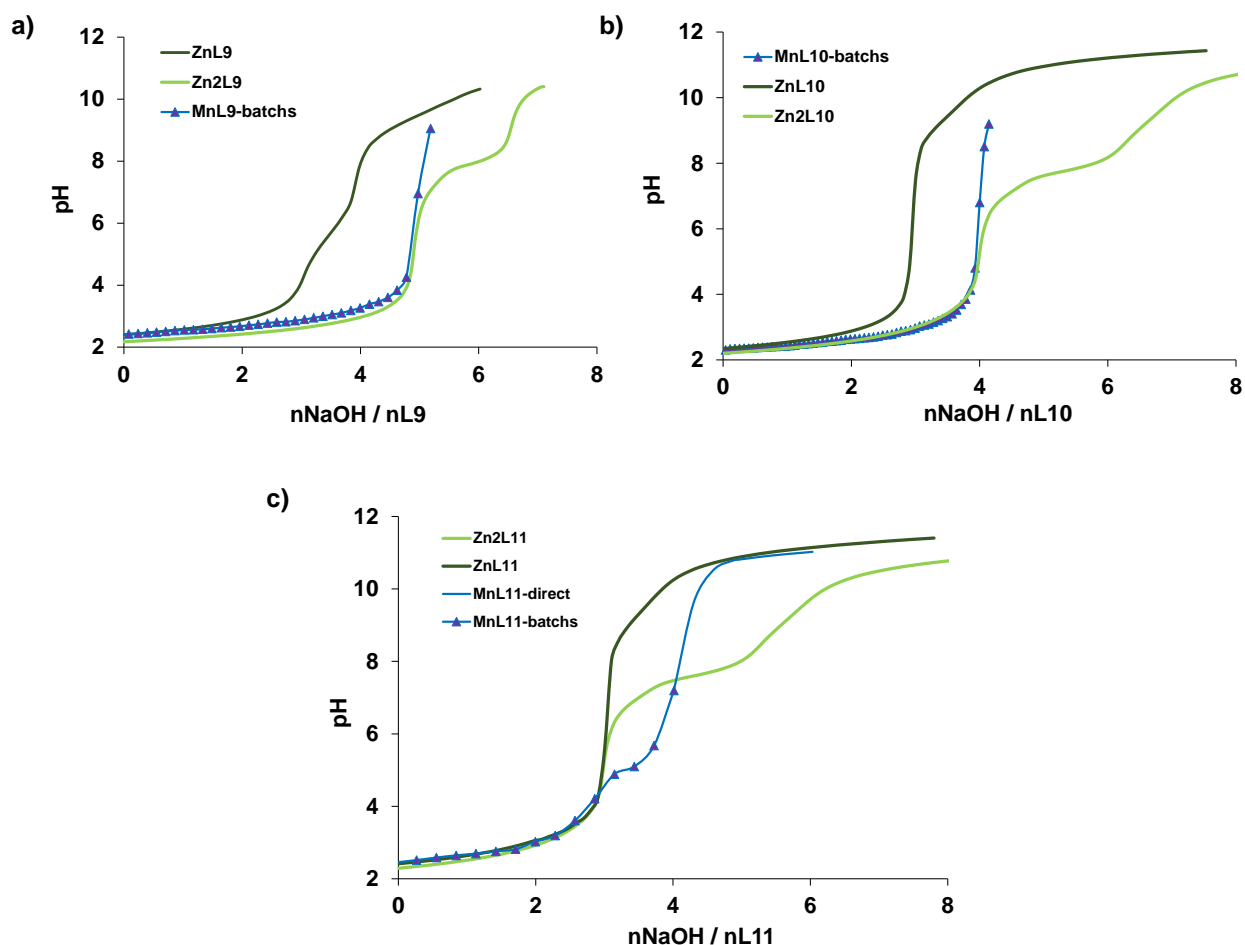 a)
12
10
8
6
4
2
pH
ZnL9
Zn2L9
MnL9-batchs
0 2 4 6 8
nNaOH / nL9
b)
12
10
8
6
4
2
pH
MnL10-batchs
ZnL10
Zn2L10
0 2 4 6 8
nNaOH / nL10
c)
12
10
8
6
4
2
pH
Zn2L11
ZnL11
MnL11-direct
MnL11-batchs
0 2 4 6 8
nNaOH / nL11